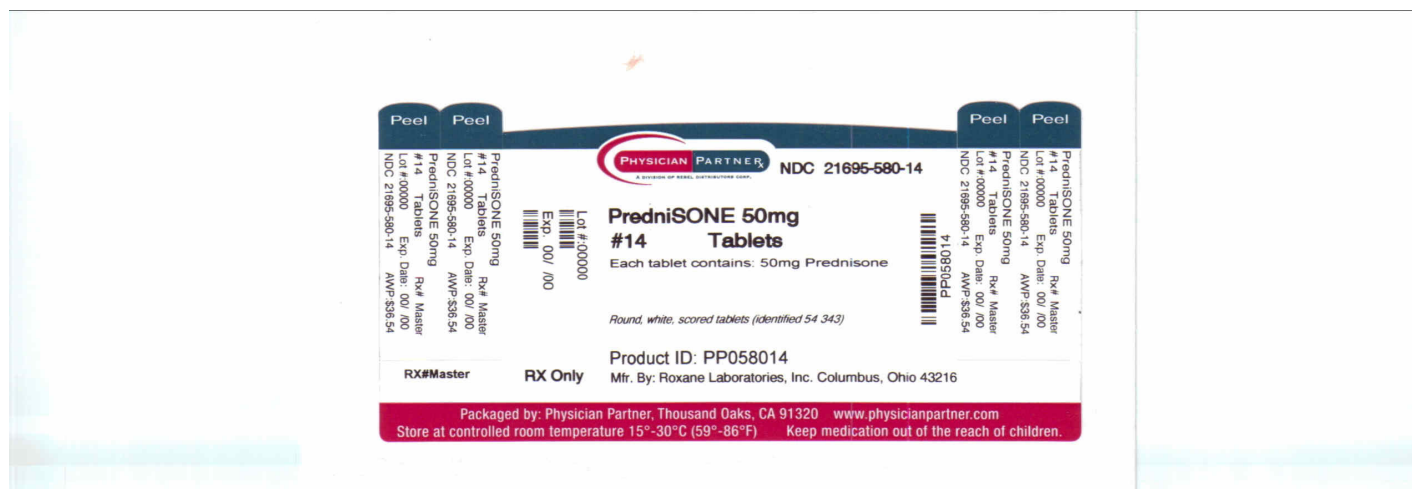 Peel Peel
PredniSONE 50mg
#14 Tablets Rx# Master
Lot #:00000 Exp. Date: 00/ /00
NDC 21695-580-14 AWP:$36.54
PredniSONE 50mg
#14 Tablets Rx# Master
Lot #:00000 Exp. Date: 00/ /00
NDC 21695-580-14 AWP:$36.54
RX#Master
Lot #:00000
Exp. 00/ /00
RX Only
PHYSICIAN PARTNER Rx
A DIVISION OF REBEL DISTRIBUTORS CORP.
NDC 21695-580-14
PredniSONE 50mg
#14 Tablets
Each tablet contains: 50mg Prednisone
Round, white, scored tablets (identified 54 343)
Product ID: PP058014
Mfr. By: Roxane Laboratories, Inc. Columbus, Ohio 43216
PP058014
Peel Peel
PredniSONE 50mg
#14 Tablets Rx# Master
Lot #:00000 Exp. Date: 00/ /00
NDC 21695-580-14 AWP:$36.54
PredniSONE 50mg
#14 Tablets Rx# Master
Lot #:00000 Exp. Date: 00/ /00
NDC 21695-580-14 AWP:$36.54
Packaged by: Physician Partner, Thousand Oaks, CA 91320 www.physicianpartner.com
Store at controlled room temperature 15°-30°C (59°-86°F) Keep medication out of the reach of children.